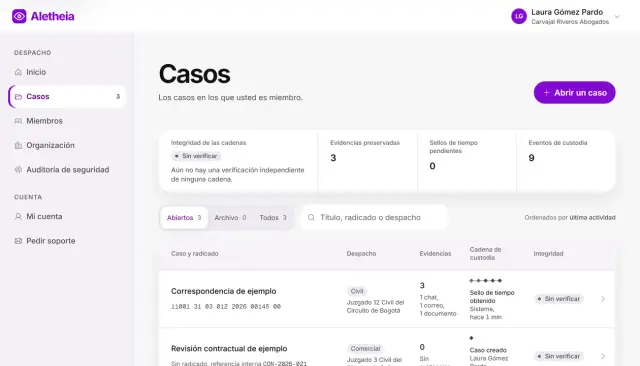 Aletheia
LG
Laura Gómez Pardo
Carvajal Riveros Abogados
DESPACHO
Inicio
Casos 3
Miembros
Organización
Auditoría de seguridad
CUENTA
Mi cuenta
Pedir soporte
Casos
Los casos en los que usted es miembro.
+ Abrir un caso
Integridad de las cadenas
Sin verificar
Aún no hay una verificación independiente
de ninguna cadena.
Evidencias preservadas
3
Sellos de tiempo
pendientes
0
Eventos de custodia
9
Abiertos 3
Archivo 0
Todos 3
Título, radicado o despacho
Ordenados por última actividad
Caso y radicado
Despacho
Evidencias
Cadena de
custodia
Integridad
Correspondencia de ejemplo
11001 31 03 012 2026 00145 00
Civil
Juzgado 12 Civil del
Circuito de Bogotá
3
1 chat,
1 correo,
1 documento
Sello de tiempo
obtenido
Sistema,
hace 1 min
Sin verificar
Revisión contractual de ejemplo
Sin radicado, referencia interna CON-2026-021
Comercial
Juzgado 3 Civil del
0
Sin
Caso creado
Laura Gómez
Sin verificar